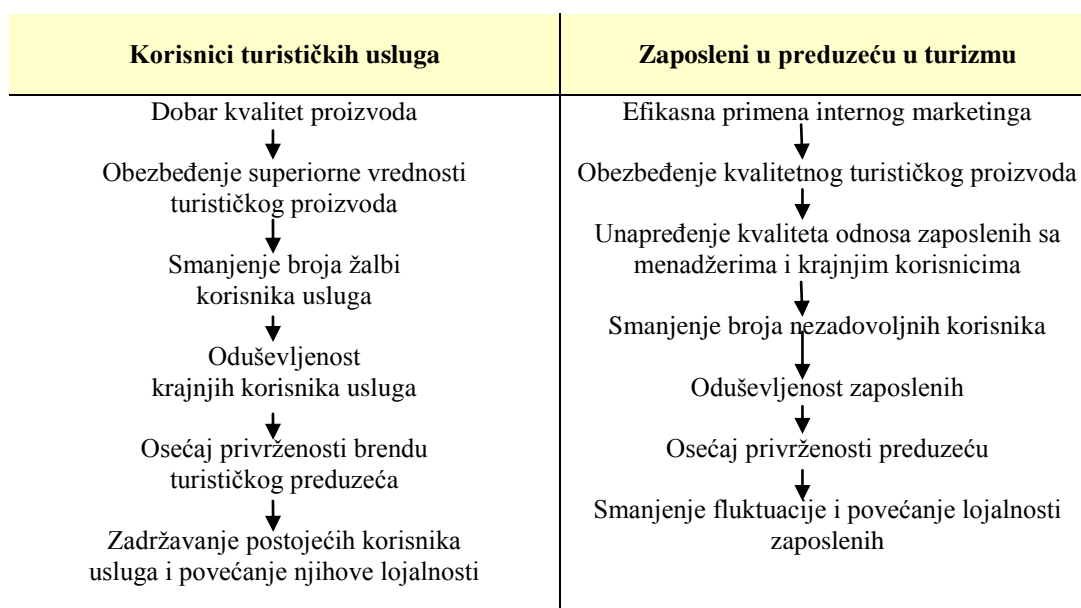 Korisnici turističkih usluga
Dobar kvalitet proizvoda
Obezbeđenje superiorne vrednosti
turističkog proizvoda
Smanjenje broja žalbi
korisnika usluga
Oduševljenost
krajnjih korisnika usluga
Osećaj privrženosti brendu
turističkog preduzeća
Zadržavanje postojećih korisnika
usluga i povećanje njihove lojalnosti
Zaposleni u preduzeću u turizmu
Efikasna primena internog marketinga
Obezbeđenje kvalitetnog turističkog proizvoda
Unapređenje kvaliteta odnosa zaposlenih sa
menadžerima i krajnjim korisnicima
Smanjenje broja nezadovoljnih korisnika
Oduševljenost zaposlenih
Osećaj privrženosti preduzeću
Smanjenje fluktuacije i povećanje lojalnosti
zaposlenih